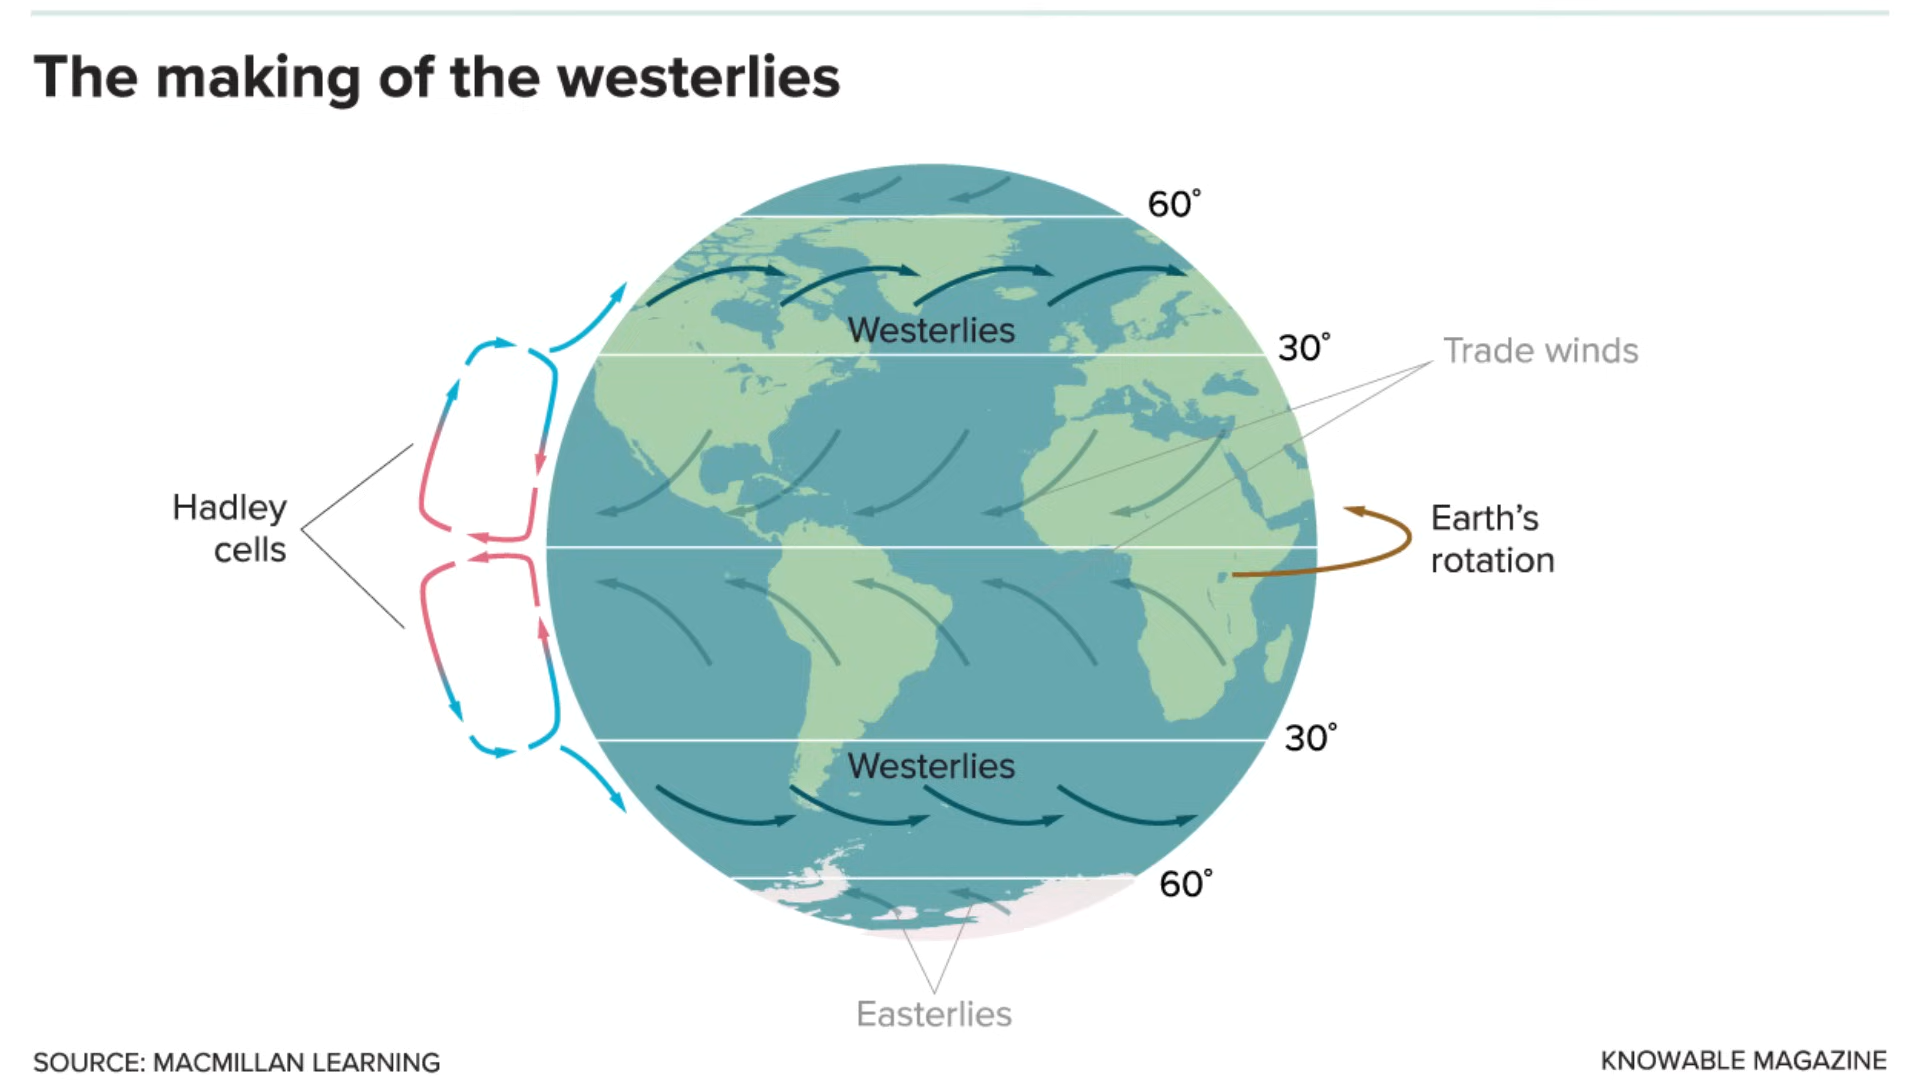 The making of the westerlies
60°
Westerlies
30°
Trade winds
Hadley
cells
Earth's
rotation
30°
Westerlies
60°
Easterlies
SOURCE: MACMILLAN LEARNING
KNOWABLE MAGAZINE